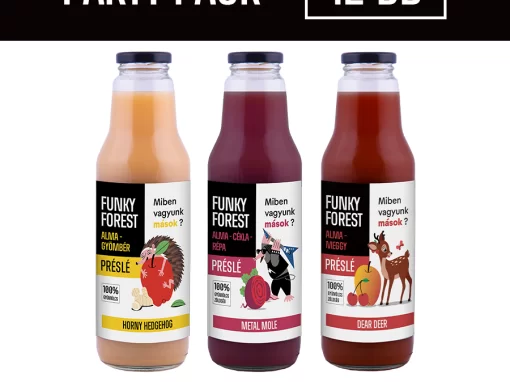 PARTY PACK
12 DB
FUNKY
FOREST
ALMA -
GYÖMBÉR
PRÉSLÉ
100%
Miben
vagyunk
mások ?
HORNY HEDGEHOG
FUNKY
FOREST
ALMA - CÉKLA -
RÉPA
PRÉSLÉ
100%
Miben
vagyunk
mások ?
METAL MOLE
FUNKY
FOREST
ALMA -
MEGGY
PRÉSLÉ
100%
Miben
vagyunk
mások ?
DEAR DEER